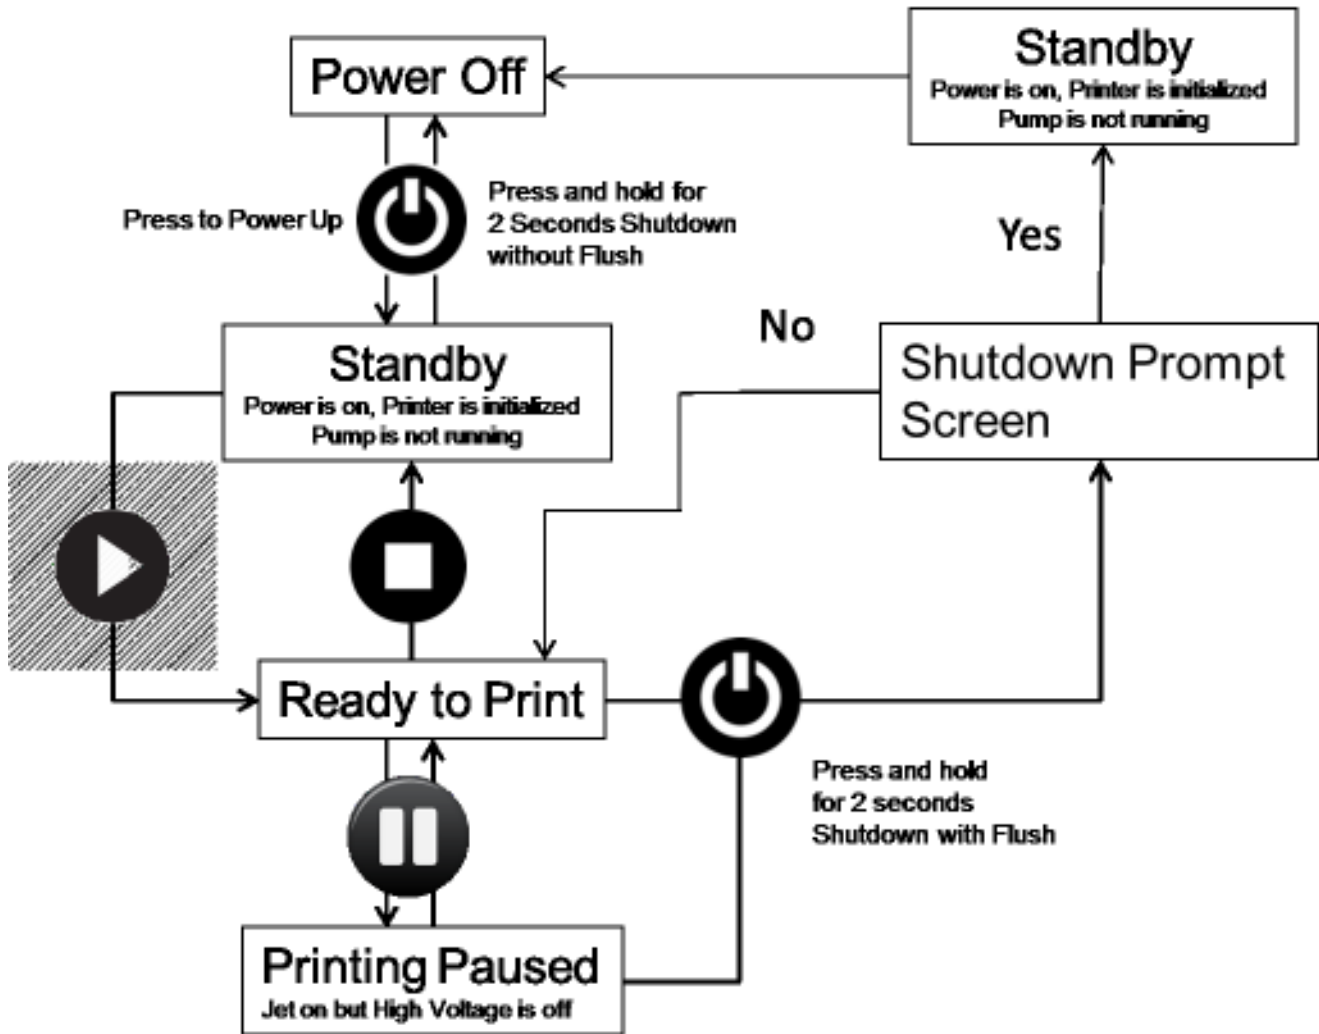 Power Off
Standby
Power is on, Printer is initialized
Pump is not running
Press to Power Up
Press and hold for
2 Seconds Shutdown
without Flush
Yes
No
Standby
Power is on, Printer is initialized
Pump is not running
Shutdown Prompt
Screen
Ready to Print
Press and hold
for 2 seconds
Shutdown with Flush
Printing Paused
Jet on but High Voltage is off